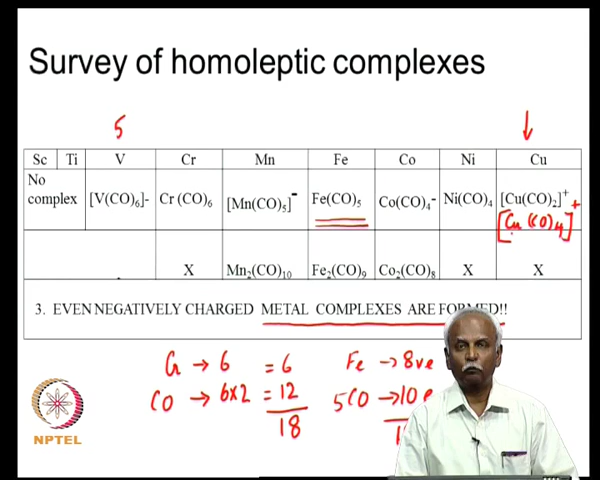 Survey of homoleptic complexes
5 ↓
Sc Ti V Cr Mn Fe Co Ni Cu
No complex [V(CO)₆]- Cr(CO)₆ [Mn(CO)₅]⁻ Fe(CO)₅ Co(CO)₄⁻ Ni(CO)₄ [Cu(CO)₂]⁺
[Cu(CO)4]+
X Mn₂(CO)₁₀ Fe₂(CO)₉ Co₂(CO)₈ X X
3. EVEN NEGATIVELY CHARGED METAL COMPLEXES ARE FORMED!!
Cr → 6 = 6 Fe → 8ve
CO → 6x2 = 12 5CO → 10e
18 1
NPTEL